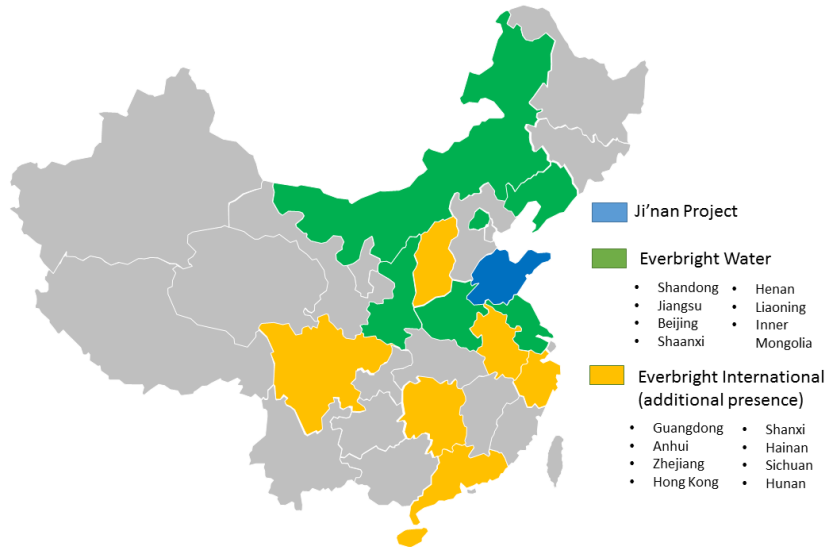 Ji’nan Project
Everbright Water
• Shandong • Henan
• Jiangsu • Liaoning
• Beijing • Inner
• Shaanxi Mongolia
Everbright International
(additional presence)
• Guangdong • Shanxi
• Anhui • Hainan
• Zhejiang • Sichuan
• Hong Kong • Hunan